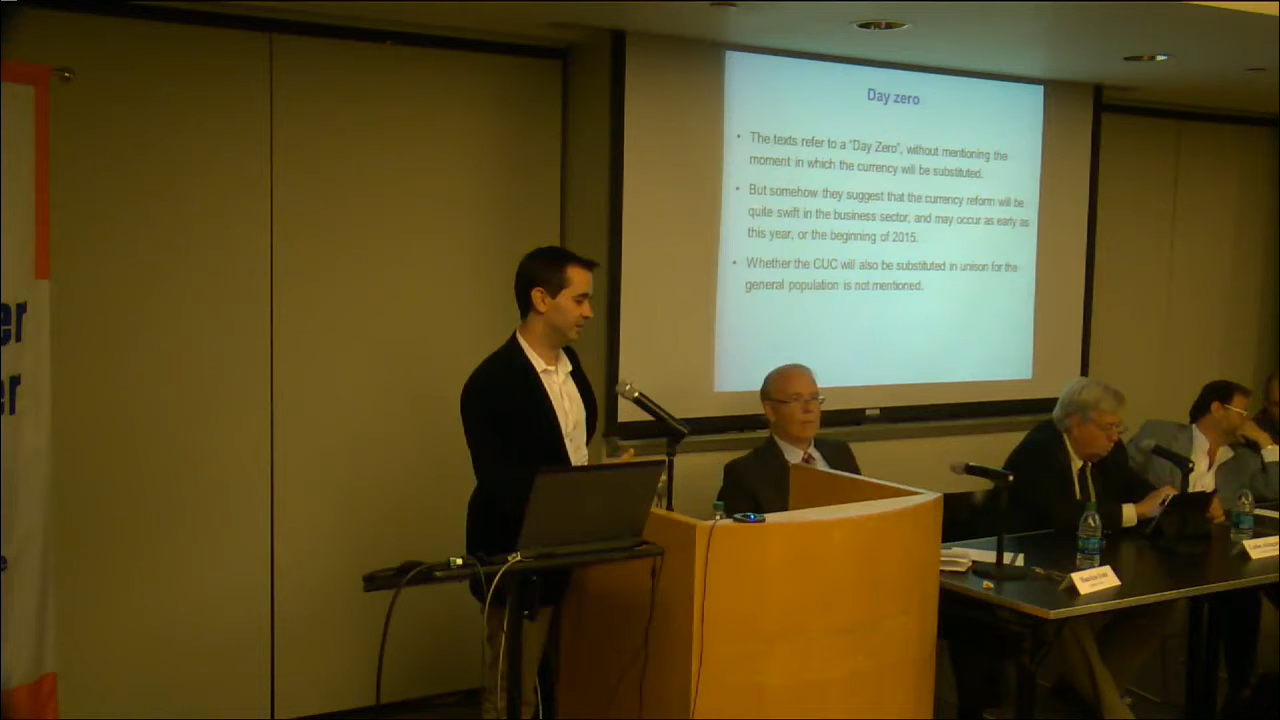 Day zero
• The texts refer to a "Day Zero", without mentioning the
moment in which the currency will be substituted.
• But somehow they suggest that the currency reform will be
quite swift in the business sector, and may occur as early as
this year, or the beginning of 2015.
• Whether the CUC will also be substituted in unison for the
general population is not mentioned.
er
er
e